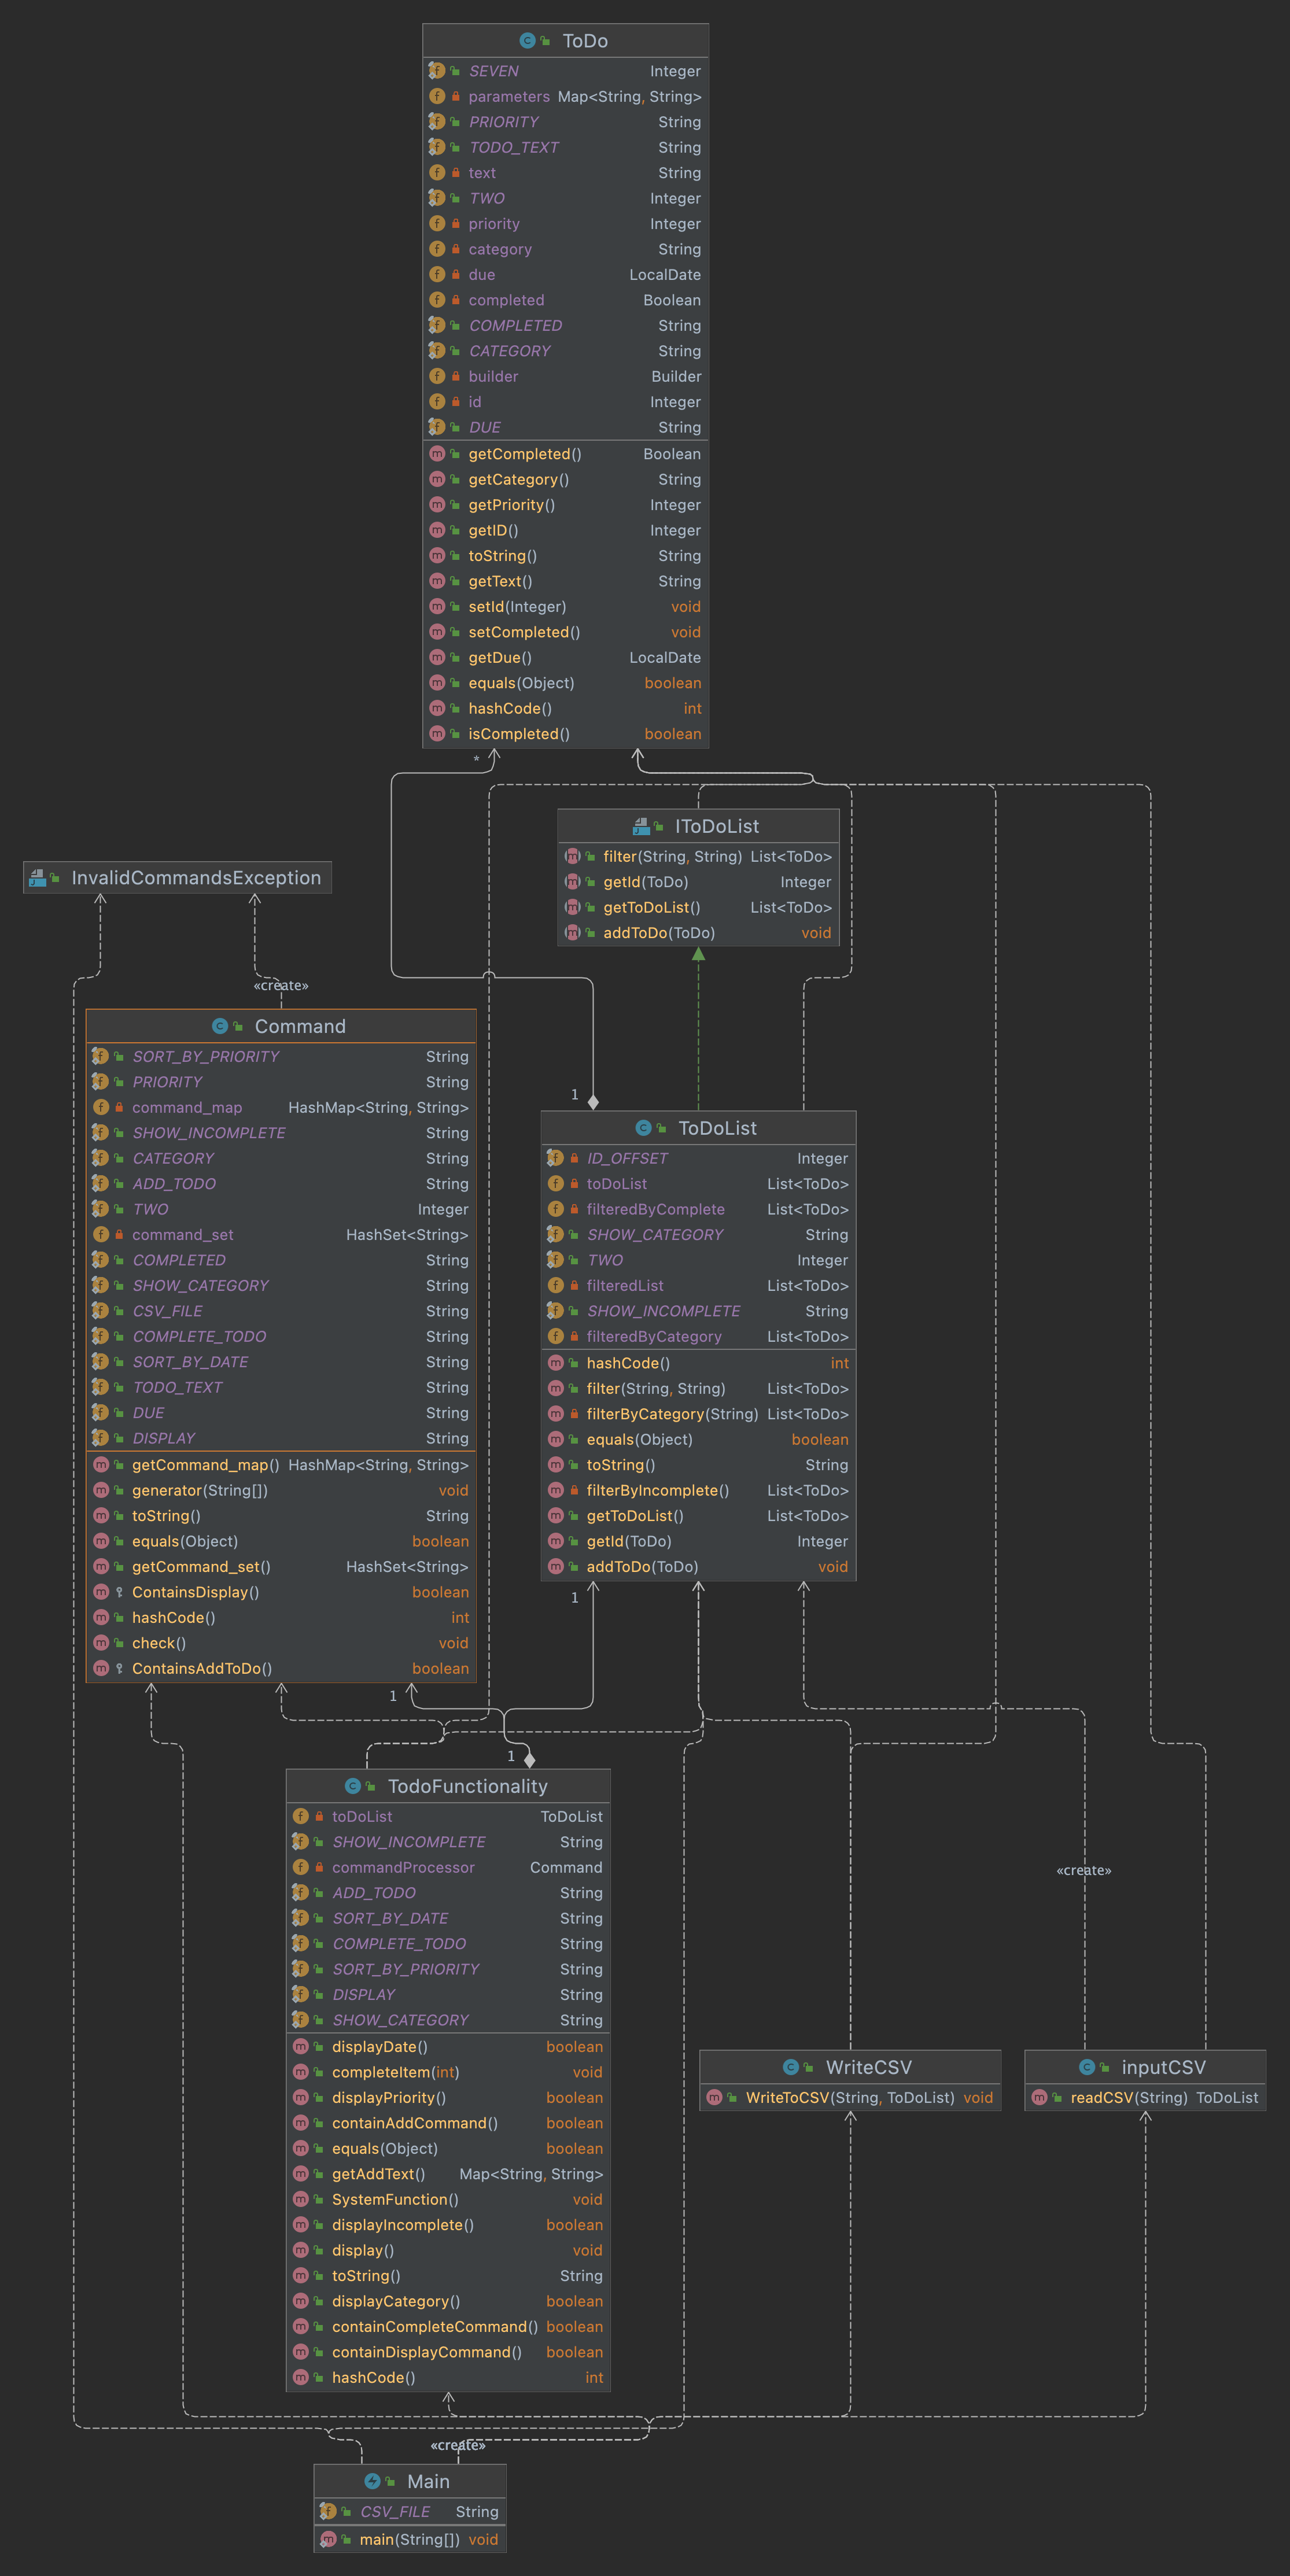 ToDo
SEVEN Integer
parameters Map<String, String>
PRIORITY String
TODO_TEXT String
text String
TWO Integer
priority Integer
category String
due LocalDate
completed Boolean
COMPLETED String
CATEGORY String
builder Builder
id Integer
DUE String
getCompleted() Boolean
getCategory() String
getPriority() Integer
getID() Integer
toString() String
getText() String
setId(Integer) void
setCompleted() void
getDue() LocalDate
equals(Object) boolean
hashCode() int
isCompleted() boolean
*
IToDoList
filter(String, String) List<ToDo>
getId(ToDo) Integer
getToDoList() List<ToDo>
addToDo(ToDo) void
InvalidCommandsException
«create»
Command
SORT_BY_PRIORITY String
PRIORITY String
command_map HashMap<String, String>
SHOW_INCOMPLETE String
CATEGORY String
ADD_TODO String
TWO Integer
command_set HashSet<String>
COMPLETED String
SHOW_CATEGORY String
CSV_FILE String
COMPLETE_TODO String
SORT_BY_DATE String
TODO_TEXT String
DUE String
DISPLAY String
getCommand_map() HashMap<String, String>
generator(String[]) void
toString() String
equals(Object) boolean
getCommand_set() HashSet<String>
ContainsDisplay() boolean
hashCode() int
check() void
ContainsAddToDo() boolean
1
1
ToDoList
ID_OFFSET Integer
toDoList List<ToDo>
filteredByComplete List<ToDo>
SHOW_CATEGORY String
TWO Integer
filteredList List<ToDo>
SHOW_INCOMPLETE String
filteredByCategory List<ToDo>
hashCode() int
filter(String, String) List<ToDo>
filterByCategory(String) List<ToDo>
equals(Object) boolean
toString() String
filterByIncomplete() List<ToDo>
getToDoList() List<ToDo>
getId(ToDo) Integer
addToDo(ToDo) void
1
1
TodoFunctionality
toDoList ToDoList
SHOW_INCOMPLETE String
commandProcessor Command
ADD_TODO String
SORT_BY_DATE String
COMPLETE_TODO String
SORT_BY_PRIORITY String
DISPLAY String
SHOW_CATEGORY String
displayDate() boolean
completeItem(int) void
displayPriority() boolean
containAddCommand() boolean
equals(Object) boolean
getAddText() Map<String, String>
SystemFunction() void
displayIncomplete() boolean
display() void
toString() String
displayCategory() boolean
containCompleteCommand() boolean
containDisplayCommand() boolean
hashCode() int
«create»
WriteCSV
WriteToCSV(String, ToDoList) void
inputCSV
readCSV(String) ToDoList
«create»
Main
CSV_FILE String
main(String[]) void